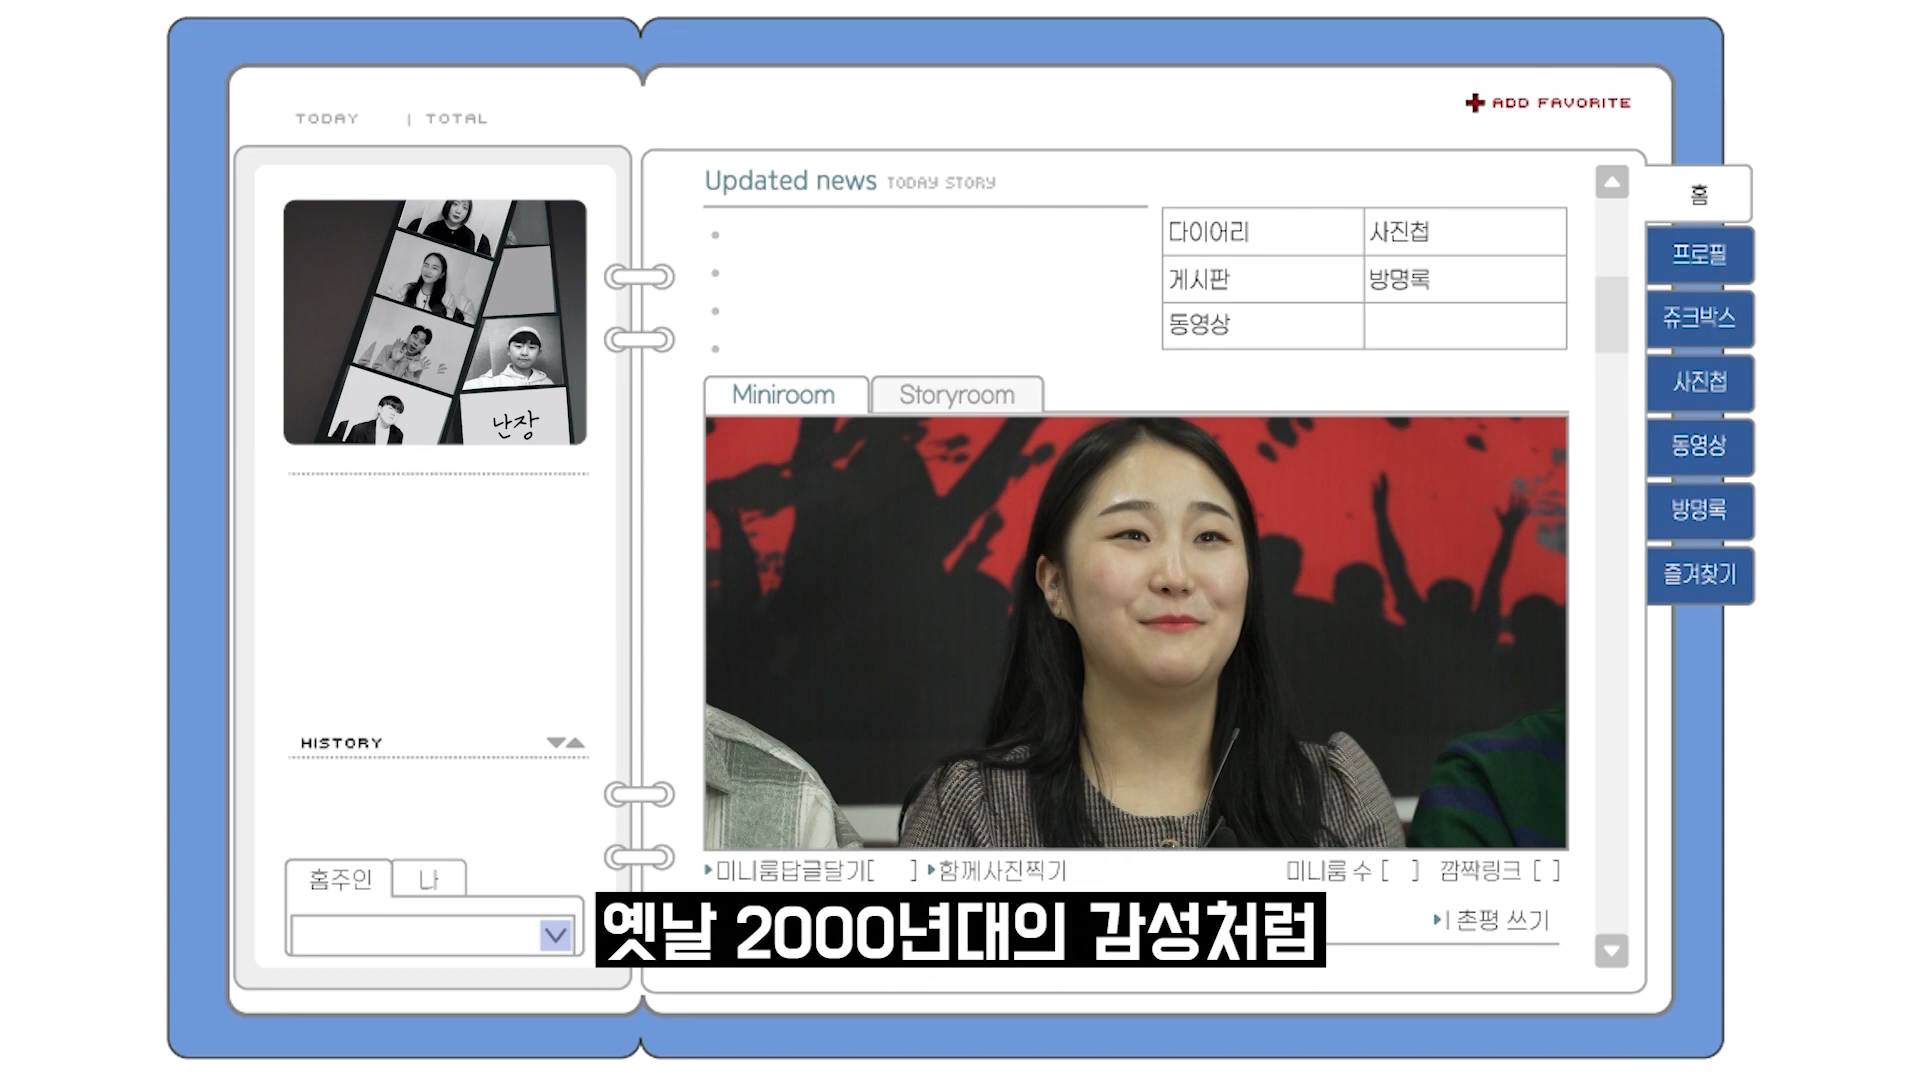 TODAY | TOTAL
ADD FAVORITE
난장
HISTORY
홈주인 나
Updated news TODAY STORY
다이어리 사진첩
게시판 방명록
동영상
Miniroom Storyroom
미니룸답글달기[ ] 함께사진찍기 미니룸 수 [ ] 깜짝링크 [ ]
| 촌평 쓰기
옛날 2000년대의 감성처럼
홈
프로필
쥬크박스
사진첩
동영상
방명록
즐겨찾기